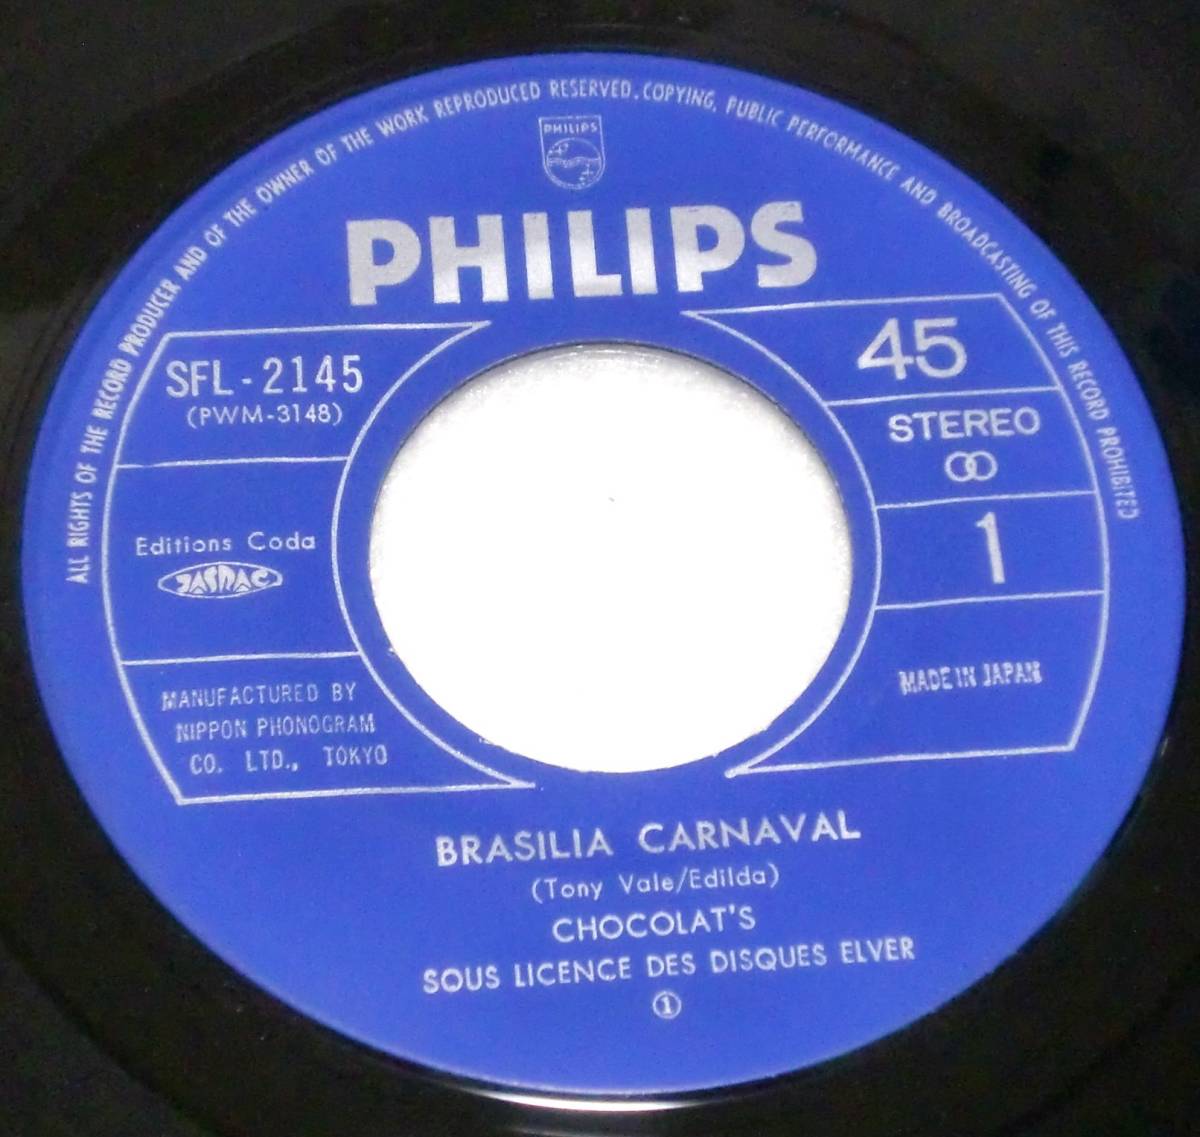 ALL RIGHTS OF THE RECORD PRODUCER AND OF THE OWNER OF THE WORK REPRODUCED RESERVED. COPYING, PUBLIC PERFORMANCE AND BROADCASTING OF THIS RECORD PROHIBITED
PHILIPS
PHILIPS
SFL-2145
(PWM-3148)
45
STEREO
1
Editions Coda
JASRAC
MANUFACTURED BY
NIPPON PHONOGRAM
CO. LTD., TOKYO
MADE IN JAPAN
BRASILIA CARNAVAL
(Tony Vale/Edilda)
CHOCOLAT'S
SOUS LICENCE DES DISQUES ELVER
①